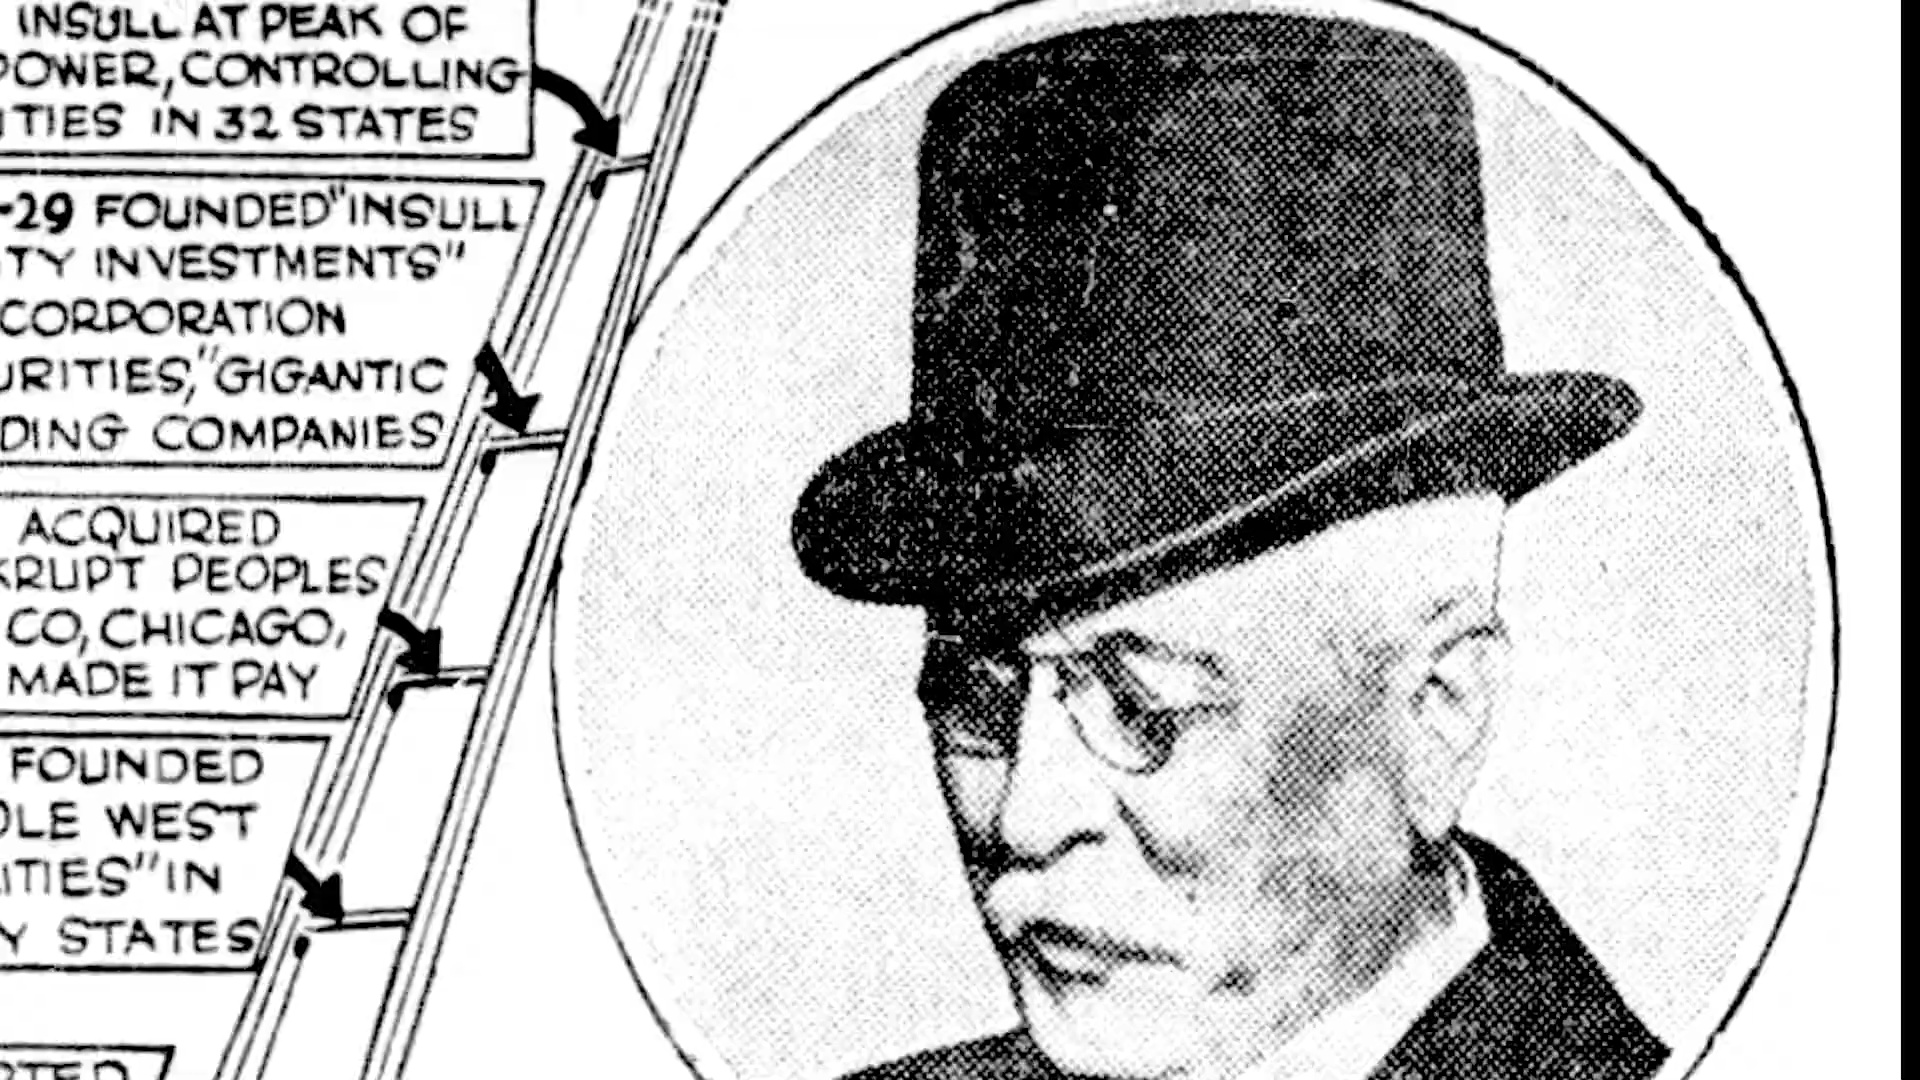 INSULL AT PEAK OF
POWER, CONTROLLING
ITIES IN 32 STATES
-29 FOUNDED "INSULL
TY INVESTMENTS"
CORPORATION
URITIES," GIGANTIC
DING COMPANIES
ACQUIRED
KRUPT PEOPLES
CO, CHICAGO,
MADE IT PAY
FOUNDED
DLE WEST
ITIES" IN
Y STATES
RTED